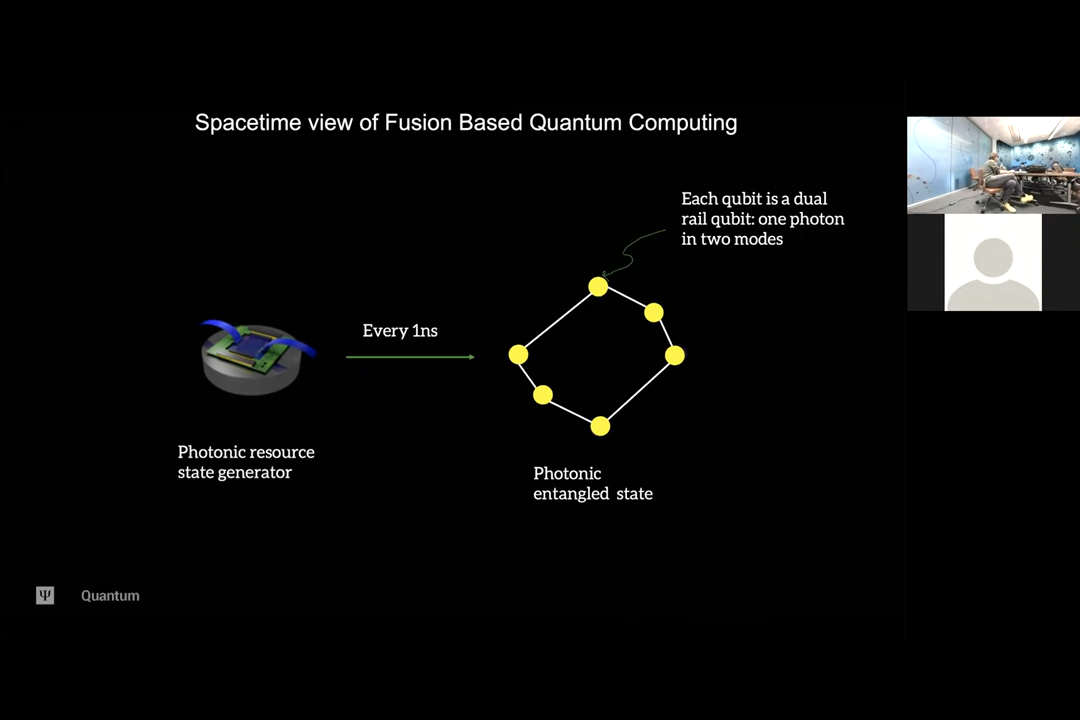 Spacetime view of Fusion Based Quantum Computing
Each qubit is a dual
rail qubit: one photon
in two modes
Every 1ns
Photonic resource
state generator
Photonic
entangled state
Ψ Quantum